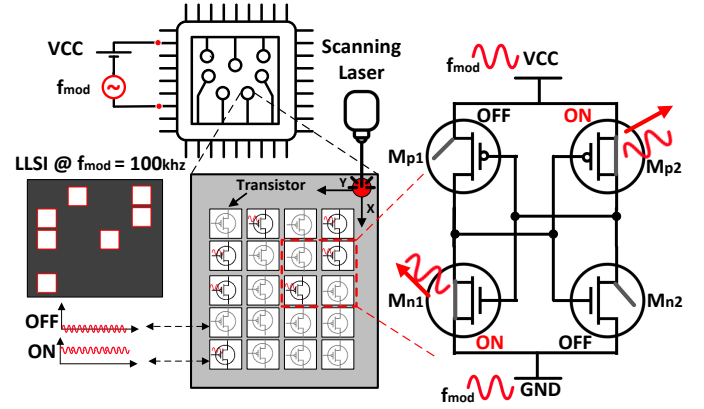 VCC
fmod
Scanning
Laser
LLSI @ fmod = 100khz
Transistor
Y
X
OFF
ON
fmod VCC
OFF
ON
Mp1
Mp2
Mn1
Mn2
ON
OFF
fmod GND